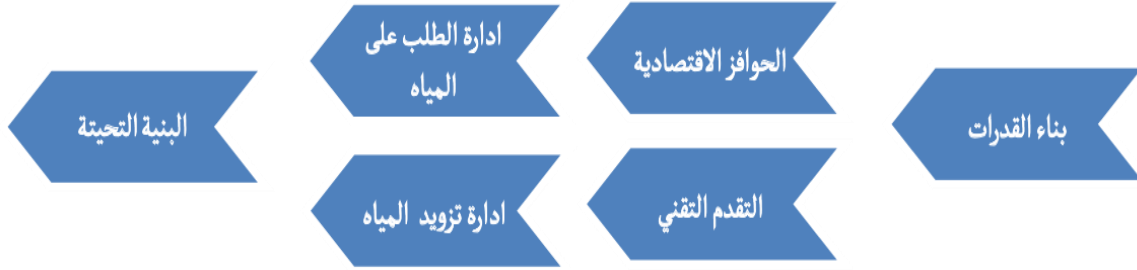 بناء القدرات
الحوافز الاقتصادية
التقدم التقني
ادارة الطلب على
المياه
ادارة تزويد المياه
البنية التحيتة